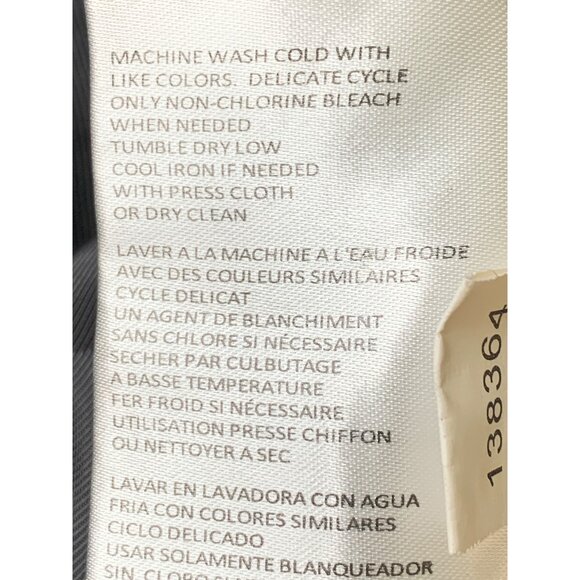 MACHINE WASH COLD WITH
LIKE COLORS. DELICATE CYCLE
ONLY NON-CHLORINE BLEACH
WHEN NEEDED
TUMBLE DRY LOW
COOL IRON IF NEEDED
WITH PRESS CLOTH
OR DRY CLEAN
LAVER A LA MACHINE A L'EAU FROIDE
AVEC DES COULEURS SIMILAIRES
CYCLE DELICAT
UN AGENT DE BLANCHIMENT
SANS CHLORE SI NÉCESSAIRE
SECHER PAR CULBUTAGE
A BASSE TEMPERATURE
FER FROID SI NÉCESSAIRE
UTILISATION PRESSE CHIFFON
OU NETTOYER A SEC
LAVAR EN LAVADORA CON AGUA
FRIA CON COLORES SIMILARES
CICLO DELICADO
USAR SOLAMENTE BLANQUEADOR
SIN CLORO
138364